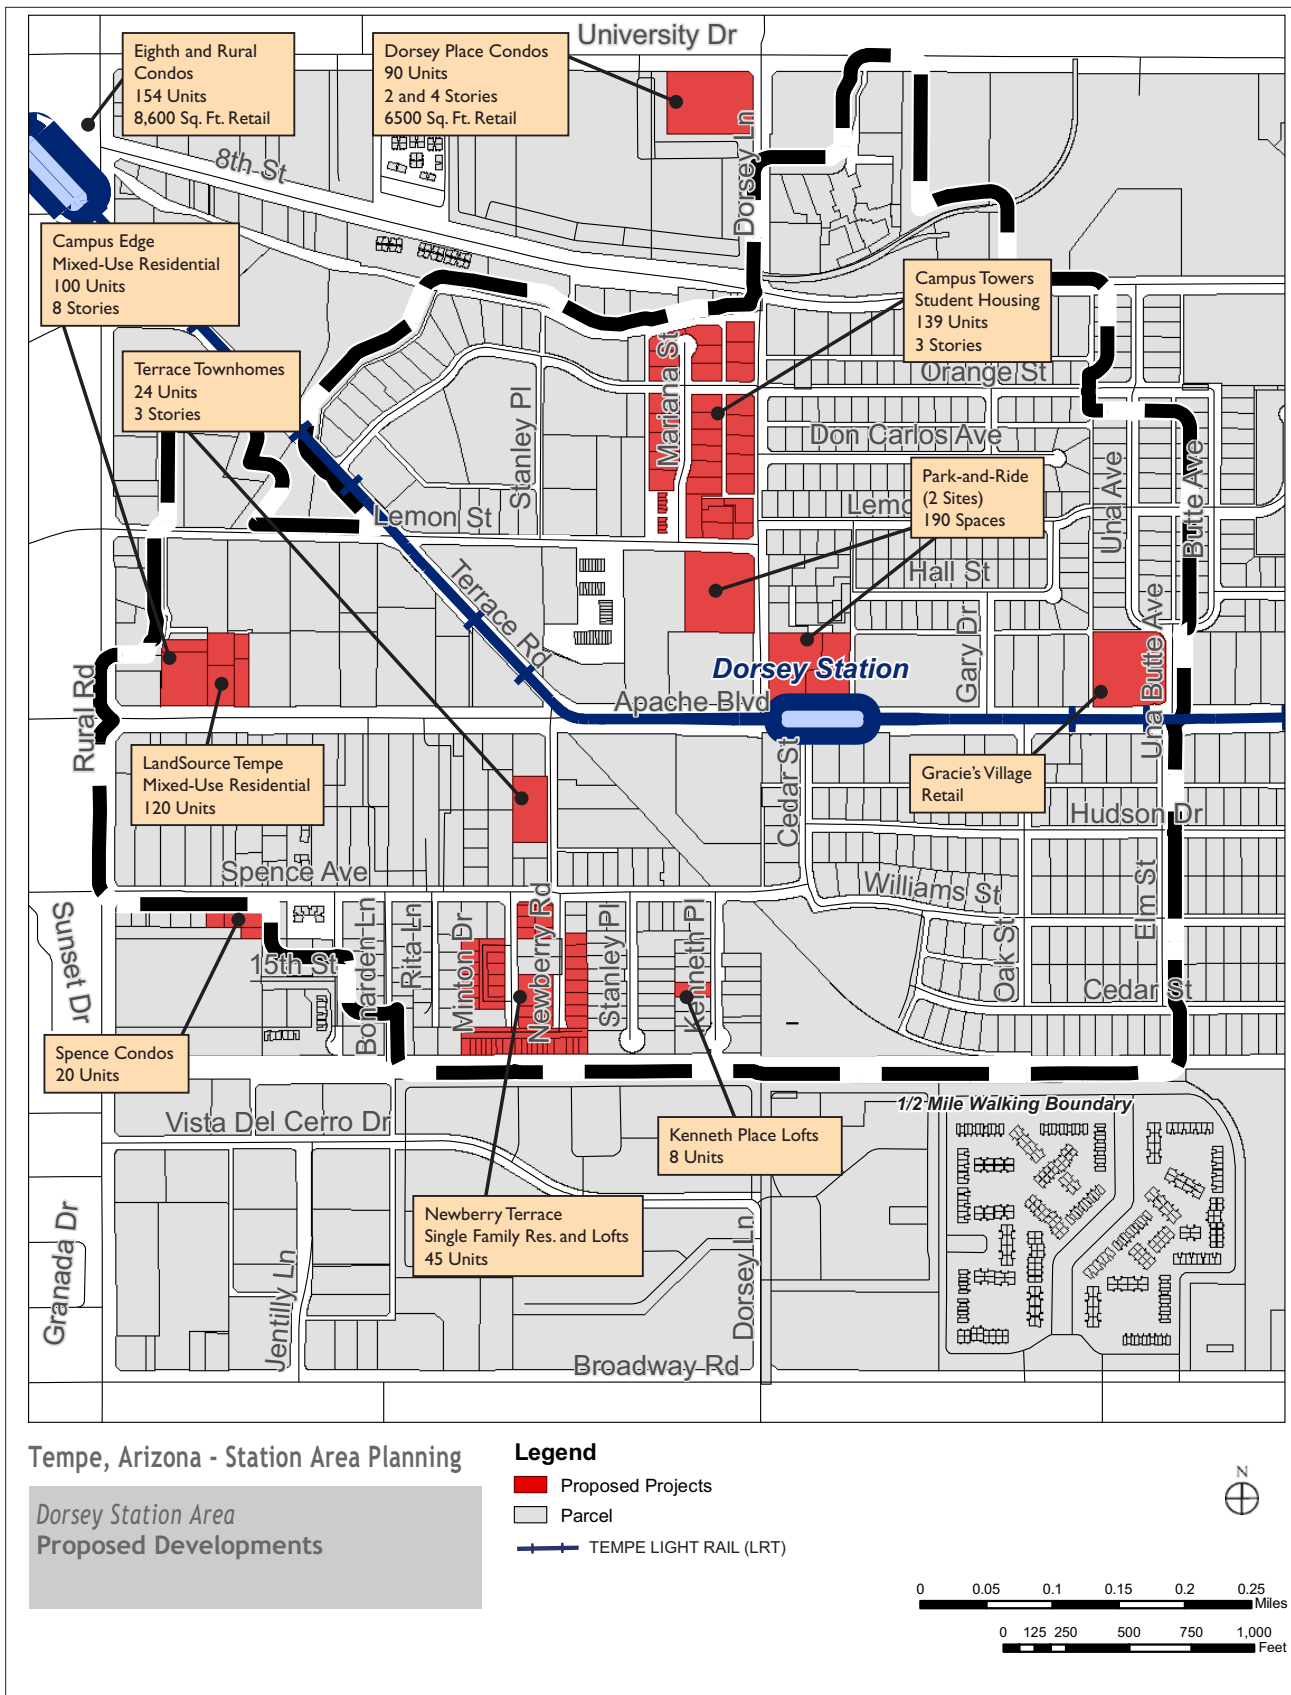 University Dr
Eighth and Rural
Condos
154 Units
8,600 Sq. Ft. Retail
Dorsey Place Condos
90 Units
2 and 4 Stories
6500 Sq. Ft. Retail
8th St
Dorsey Ln
Campus Edge
Mixed-Use Residential
100 Units
8 Stories
Campus Towers
Student Housing
139 Units
3 Stories
Terrace Townhomes
24 Units
3 Stories
Mariana St
Orange St
Stanley Pl
Don Carlos Ave
Park-and-Ride
(2 Sites)
190 Spaces
Una Ave
Butte Ave
Lemon St
Hall St
Terrace Rd
Gary Dr
Una Butte Ave
Dorsey Station
Rural Rd
Apache Blvd
LandSource Tempe
Mixed-Use Residential
120 Units
Cedar St
Gracie's Village
Retail
Hudson Dr
Spence Ave
Williams St
Sunset Dr
15th St
Bonarden Ln
Rita Ln
Minton Dr
Newberry Rd
Stanley Pl
Kenneth Pl
Oak St
Elm St
Cedar St
Spence Condos
20 Units
1/2 Mile Walking Boundary
Vista Del Cerro Dr
Kenneth Place Lofts
8 Units
Newberry Terrace
Single Family Res. and Lofts
45 Units
Granada Dr
Jentilly Ln
Dorsey Ln
Broadway Rd
Tempe, Arizona - Station Area Planning
Dorsey Station Area
Proposed Developments
Legend
Proposed Projects
Parcel
TEMPE LIGHT RAIL (LRT)
N
0 0.05 0.1 0.15 0.2 0.25
Miles
0 125 250 500 750 1,000
Feet